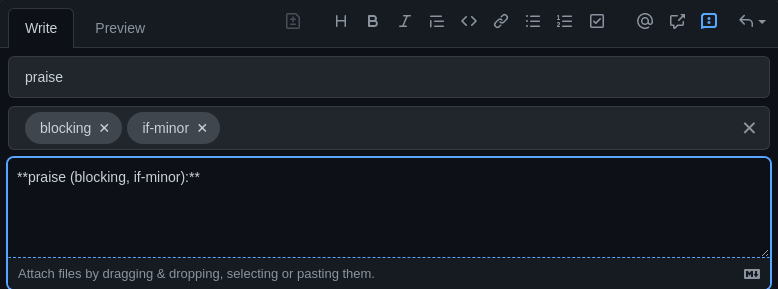 Write Preview
praise
blocking if-minor
**praise (blocking, if-minor):**
Attach files by dragging & dropping, selecting or pasting them.